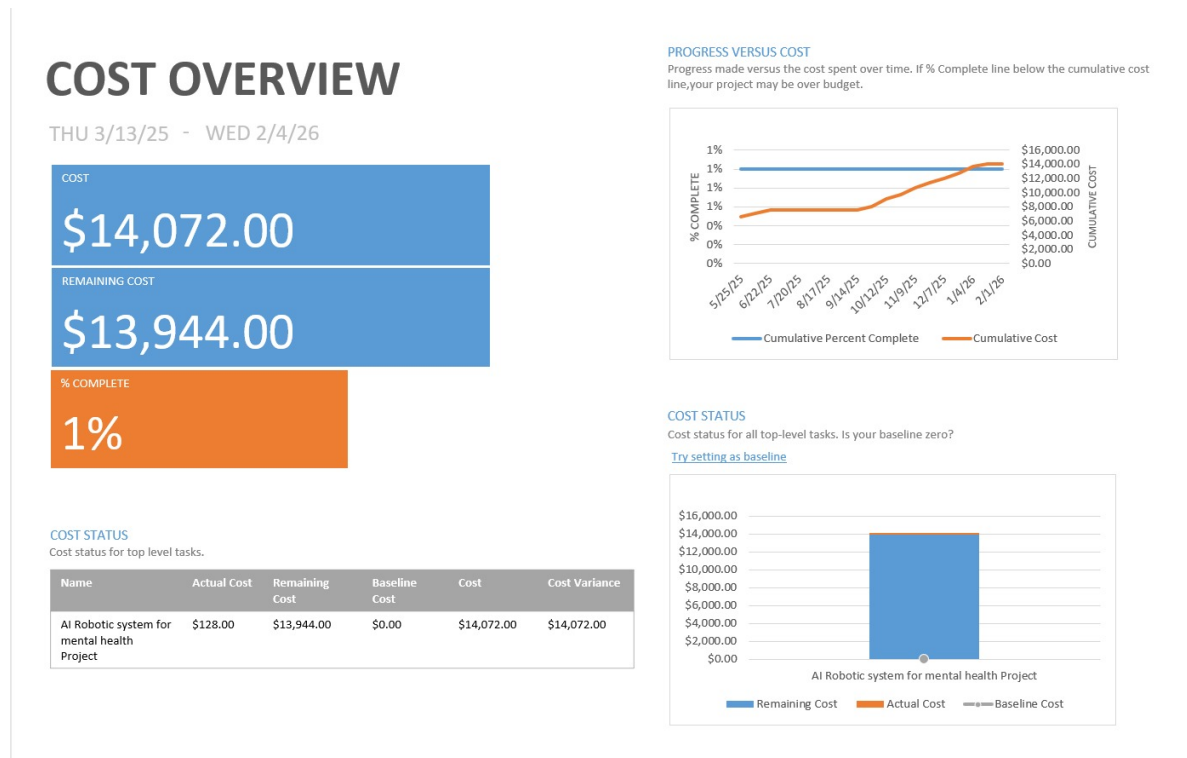 COST OVERVIEW
THU 3/13/25 - WED 2/4/26
COST
$14,072.00
REMAINING COST
$13,944.00
% COMPLETE
1%
COST STATUS
Cost status for top level tasks.
Name Actual Cost Remaining Cost Baseline Cost Cost Cost Variance
AI Robotic system for mental health Project $128.00 $13,944.00 $0.00 $14,072.00 $14,072.00
PROGRESS VERSUS COST
Progress made versus the cost spent over time. If % Complete line below the cumulative cost
line,your project may be over budget.
% COMPLETE
1%
1%
1%
1%
0%
0%
0%
$16,000.00
$14,000.00
$12,000.00
$10,000.00
$8,000.00
$6,000.00
$4,000.00
$2,000.00
$0.00
CUMULATIVE COST
5/25/25 6/22/25 7/20/25 8/17/25 9/14/25 10/12/25 11/9/25 12/7/25 1/4/26 2/1/26
Cumulative Percent Complete Cumulative Cost
COST STATUS
Cost status for all top-level tasks. Is your baseline zero?
Try setting as baseline
$16,000.00
$14,000.00
$12,000.00
$10,000.00
$8,000.00
$6,000.00
$4,000.00
$2,000.00
$0.00
AI Robotic system for mental health Project
Remaining Cost Actual Cost Baseline Cost